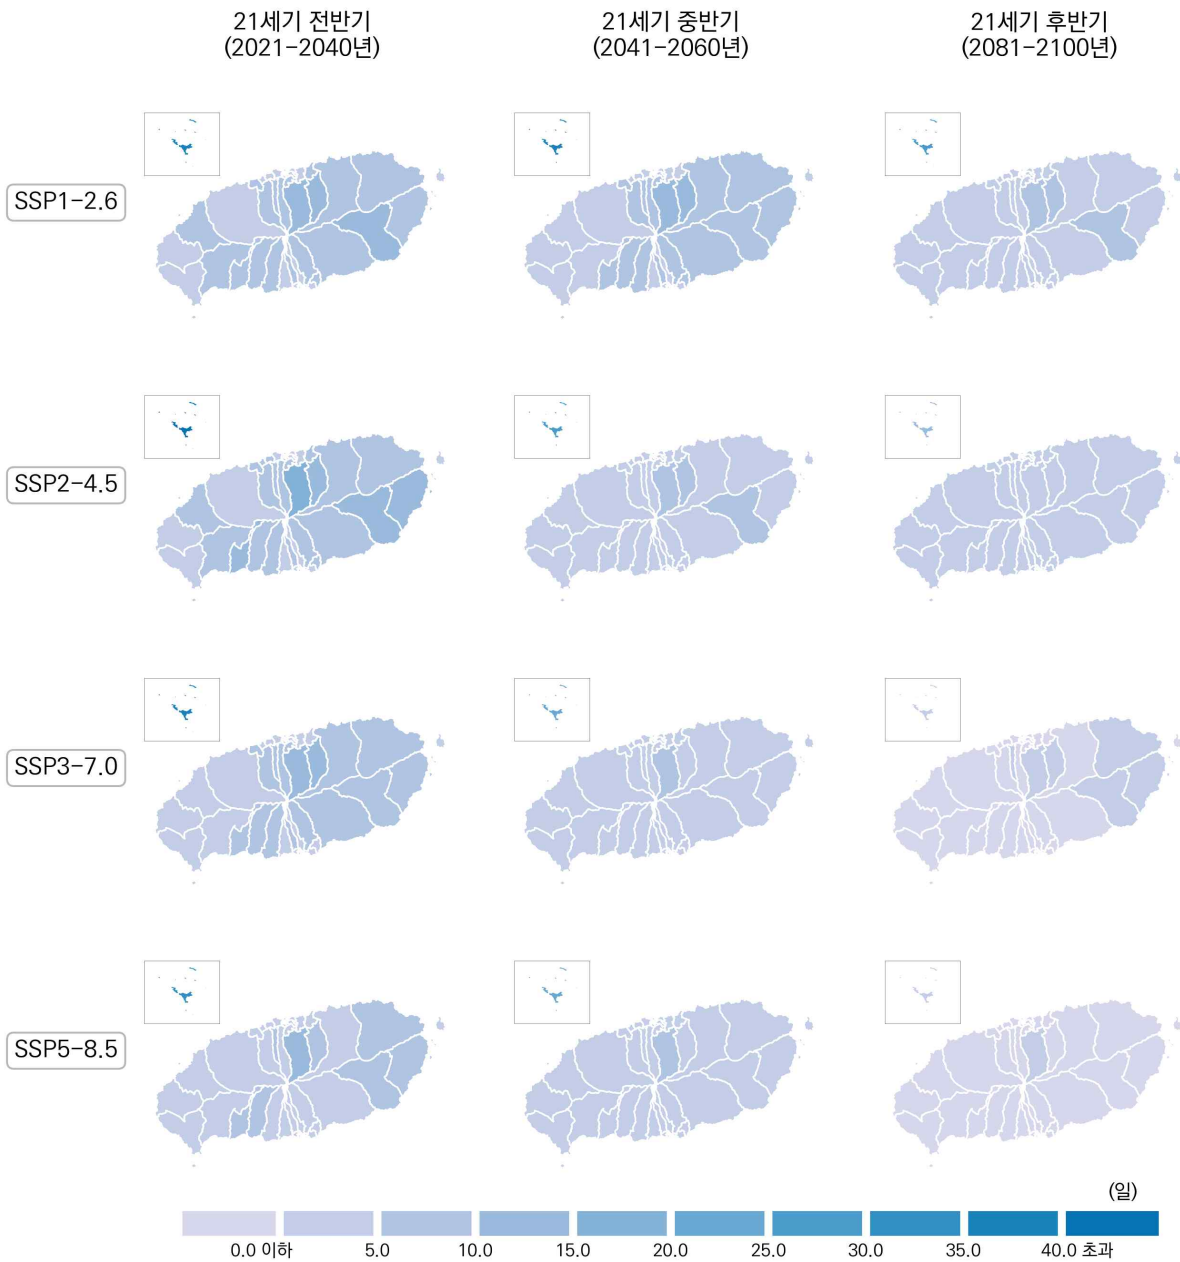 21세기 전반기
(2021-2040년)
21세기 중반기
(2041-2060년)
21세기 후반기
(2081-2100년)
SSP1-2.6
SSP2-4.5
SSP3-7.0
SSP5-8.5
(일)
0.0 이하
5.0
10.0
15.0
20.0
25.0
30.0
35.0
40.0 초과